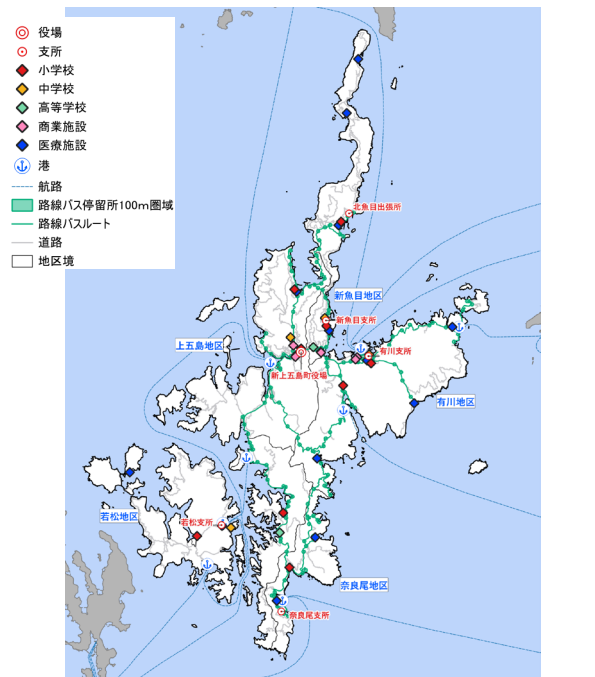 役場
支所
小学校
中学校
高等学校
商業施設
医療施設
港
航路
路線バス停留所100m圏域
路線バスルート
道路
地区境
北魚目出張所
新魚目地区
新魚目支所
上五島地区
有川支所
新上五島町役場
有川地区
若松地区
若松支所
奈良尾地区
奈良尾支所